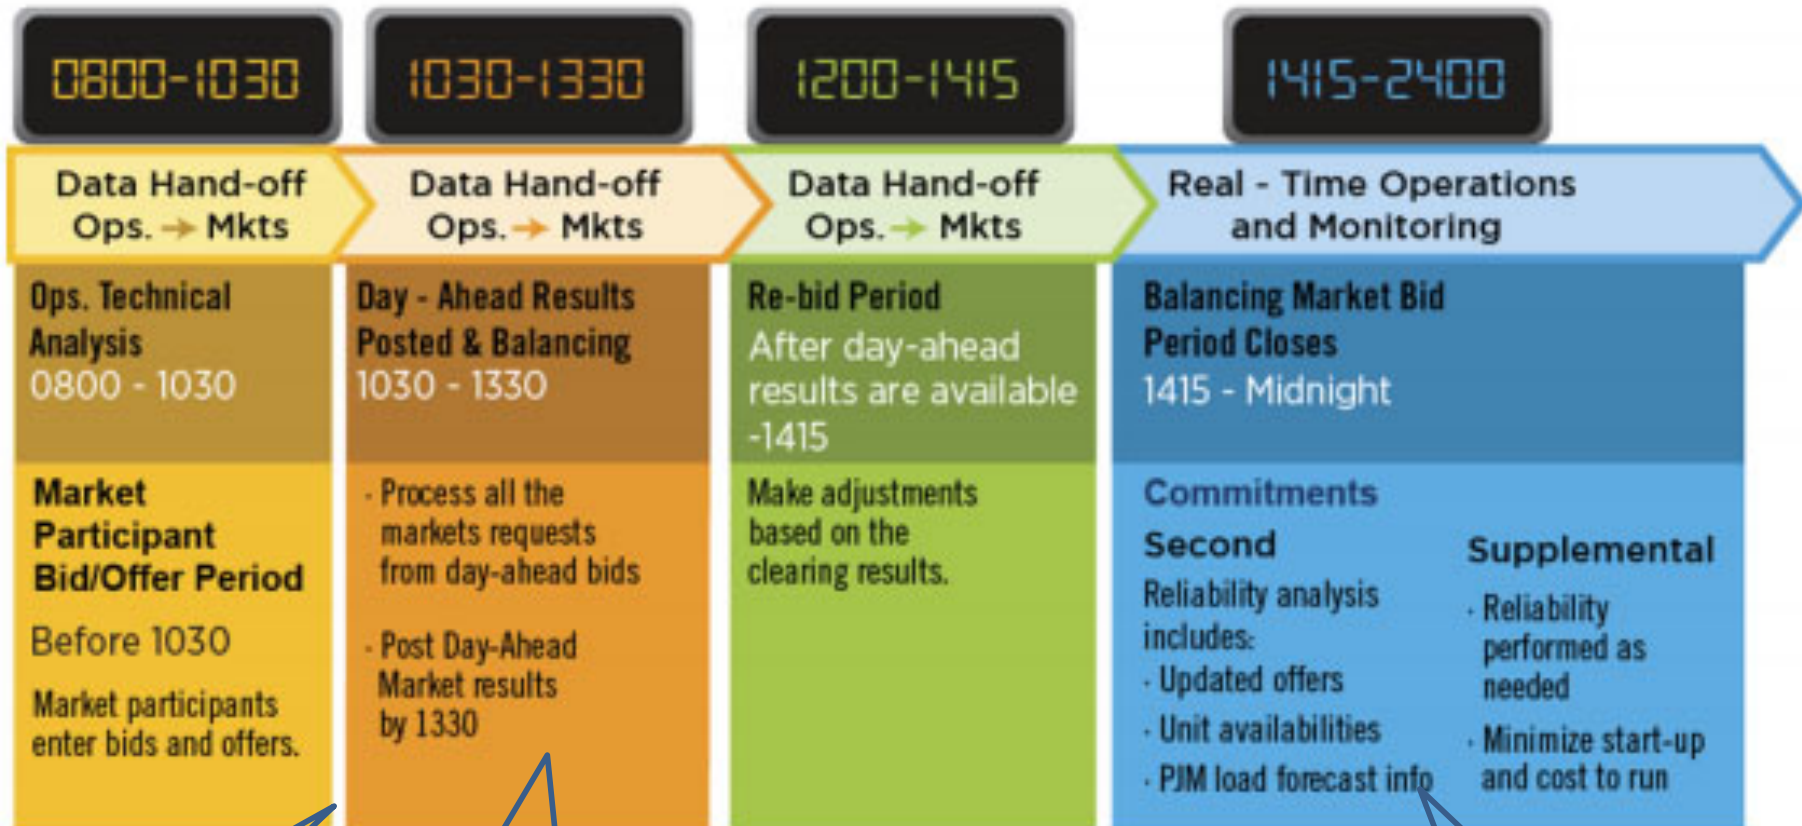 0800-1030
1030-1330
1200-1415
1415-2400
Data Hand-off
Ops. → Mkts
Data Hand-off
Ops. → Mkts
Data Hand-off
Ops. → Mkts
Real - Time Operations
and Monitoring
Ops. Technical
Analysis
0800 - 1030
Market
Participant
Bid/Offer Period
Before 1030
Market participants
enter bids and offers.
Day - Ahead Results
Posted & Balancing
1030 - 1330
· Process all the
markets requests
from day-ahead bids
· Post Day-Ahead
Market results
by 1330
Re-bid Period
After day-ahead
results are available
-1415
Make adjustments
based on the
clearing results.
Balancing Market Bid
Period Closes
1415 - Midnight
Commitments
Second
Reliability analysis
includes:
· Updated offers
· Unit availabilities
· PJM load forecast info
Supplemental
· Reliability
performed as
needed
· Minimize start-up
and cost to run